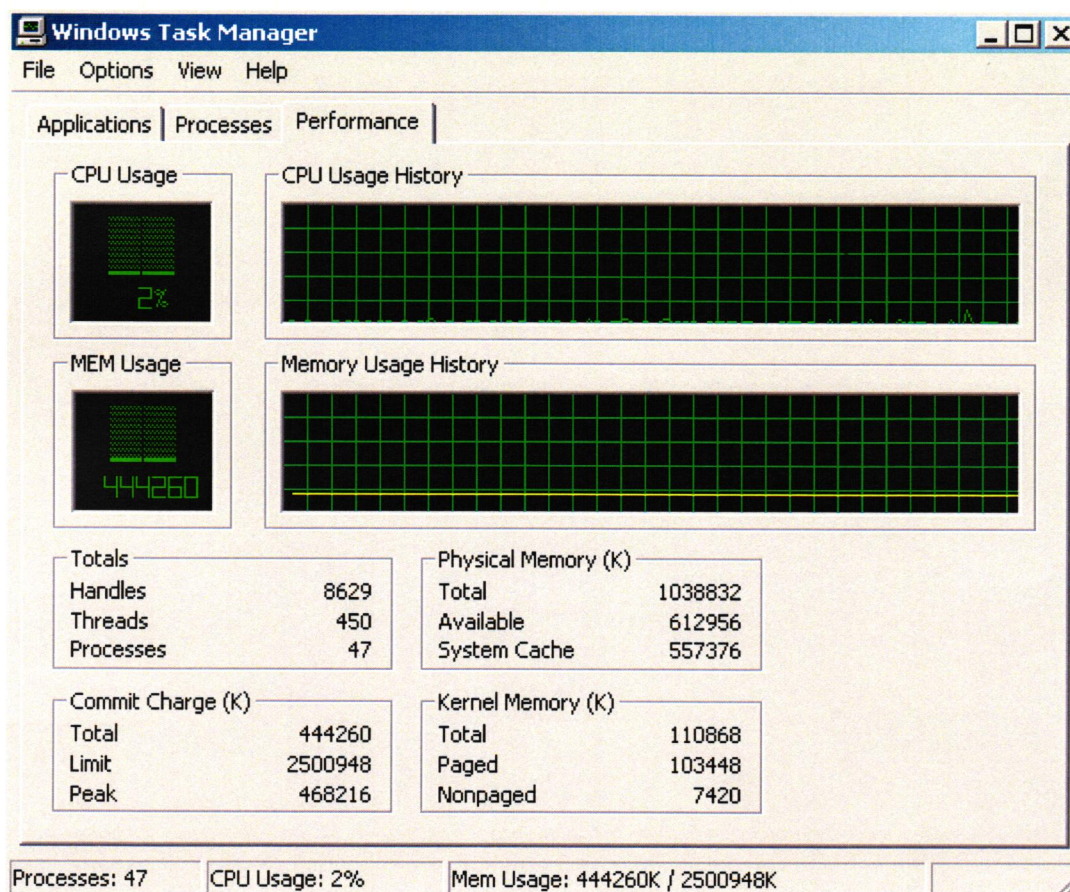 Windows Task Manager
File Options View Help
Applications Processes Performance
CPU Usage CPU Usage History
2%
MEM Usage Memory Usage History
444260
Totals
Handles 8629
Threads 450
Processes 47
Physical Memory (K)
Total 1038832
Available 612956
System Cache 557376
Commit Charge (K)
Total 444260
Limit 2500948
Peak 468216
Kernel Memory (K)
Total 110868
Paged 103448
Nonpaged 7420
Processes: 47 CPU Usage: 2% Mem Usage: 444260K / 2500948K